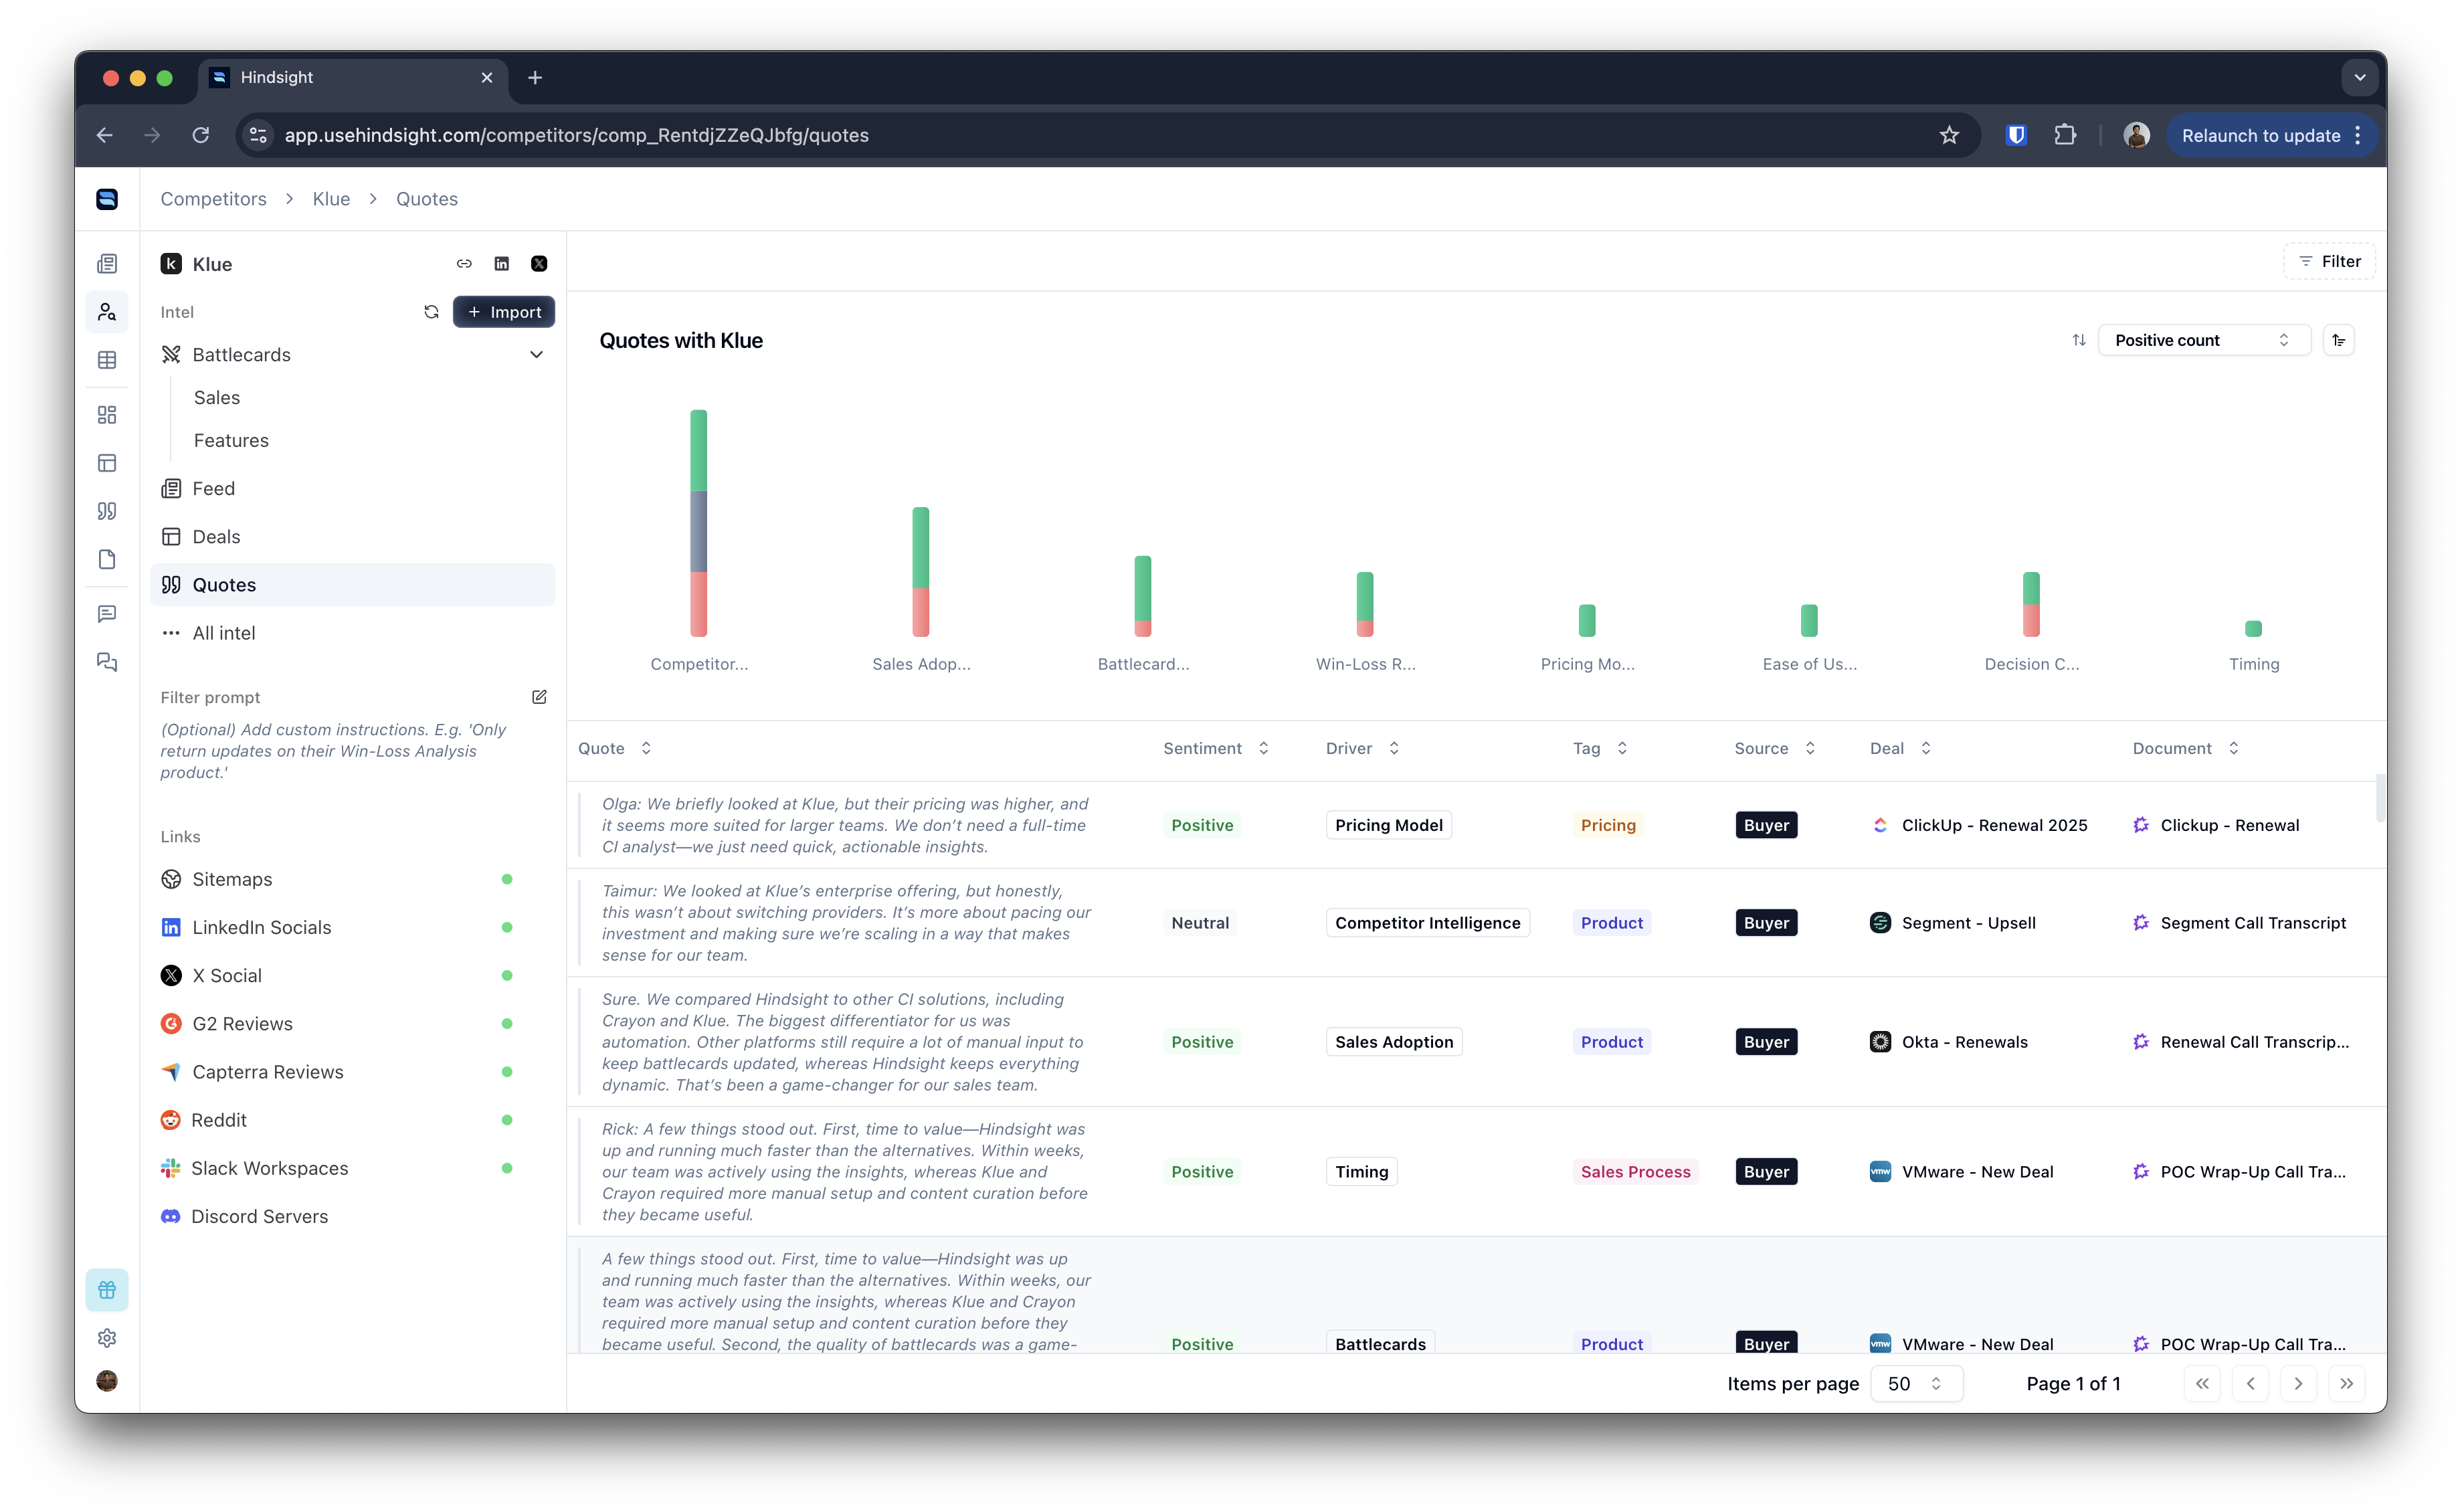 Hindsight
app.usehindsight.com/competitors/comp_RentdjZZeQJbfg/quotes
Relaunch to update
Competitors > Klue > Quotes
k Klue
Intel
+ Import
Battlecards
Sales
Features
Feed
Deals
Quotes
All intel
Filter prompt
(Optional) Add custom instructions. E.g. 'Only
return updates on their Win-Loss Analysis
product.'
Links
Sitemaps
LinkedIn Socials
X Social
G2 Reviews
Capterra Reviews
Reddit
Slack Workspaces
Discord Servers
Filter
Quotes with Klue
Positive count
Competitor...
Sales Adop...
Battlecard...
Win-Loss R...
Pricing Mo...
Ease of Us...
Decision C...
Timing
Quote Sentiment Driver Tag Source Deal Document
Olga: We briefly looked at Klue, but their pricing was higher, and
it seems more suited for larger teams. We don’t need a full-time
CI analyst—we just need quick, actionable insights.
Positive Pricing Model Pricing Buyer ClickUp - Renewal 2025 Clickup - Renewal
Taimur: We looked at Klue’s enterprise offering, but honestly,
this wasn’t about switching providers. It’s more about pacing our
investment and making sure we’re scaling in a way that makes
sense for our team.
Neutral Competitor Intelligence Product Buyer Segment - Upsell Segment Call Transcript
Sure. We compared Hindsight to other CI solutions, including
Crayon and Klue. The biggest differentiator for us was
automation. Other platforms still require a lot of manual input to
keep battlecards updated, whereas Hindsight keeps everything
dynamic. That’s been a game-changer for our sales team.
Positive Sales Adoption Product Buyer Okta - Renewals Renewal Call Transcrip...
Rick: A few things stood out. First, time to value—Hindsight was
up and running much faster than the alternatives. Within weeks,
our team was actively using the insights, whereas Klue and
Crayon required more manual setup and content curation before
they became useful.
Positive Timing Sales Process Buyer vmw VMware - New Deal POC Wrap-Up Call Tra...
A few things stood out. First, time to value—Hindsight was up
and running much faster than the alternatives. Within weeks, our
team was actively using the insights, whereas Klue and Crayon
required more manual setup and content curation before they
became useful. Second, the quality of battlecards was a game-
Positive Battlecards Product Buyer vmw VMware - New Deal POC Wrap-Up Call Tra...
Items per page 50 Page 1 of 1